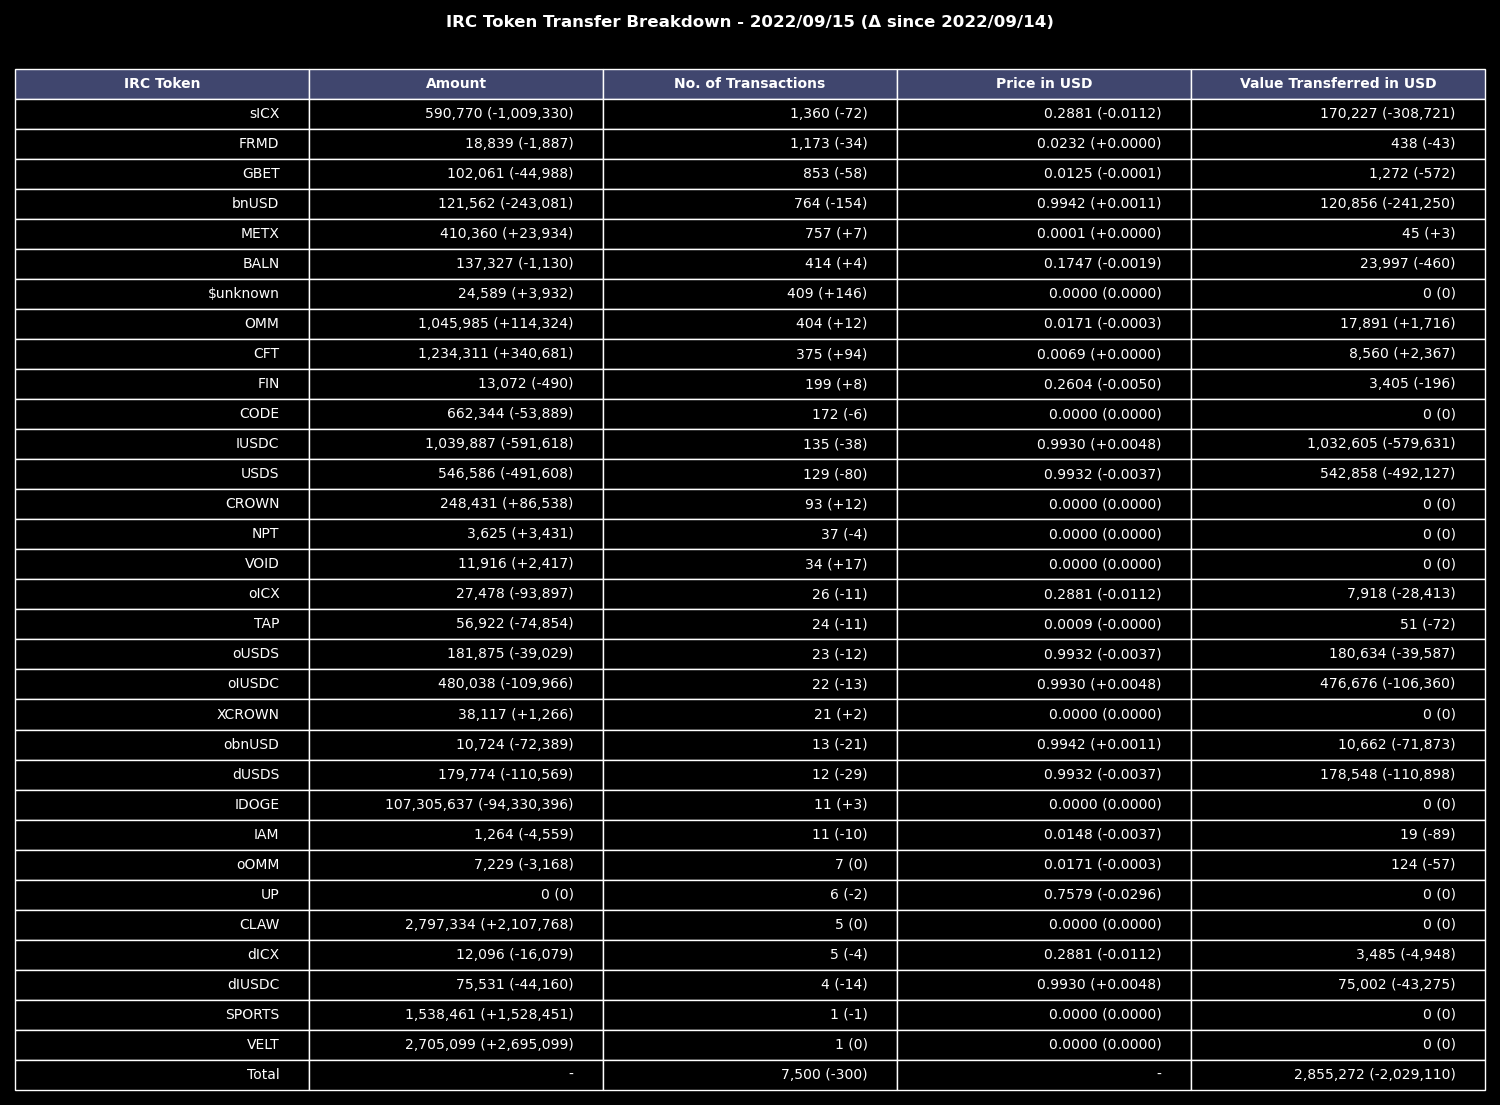 IRC Token Transfer Breakdown - 2022/09/15 (Δ since 2022/09/14)
IRC Token Amount No. of Transactions Price in USD Value Transferred in USD
sICX 590,770 (-1,009,330) 1,360 (-72) 0.2881 (-0.0112) 170,227 (-308,721)
FRMD 18,839 (-1,887) 1,173 (-34) 0.0232 (+0.0000) 438 (-43)
GBET 102,061 (-44,988) 853 (-58) 0.0125 (-0.0001) 1,272 (-572)
bnUSD 121,562 (-243,081) 764 (-154) 0.9942 (+0.0011) 120,856 (-241,250)
METX 410,360 (+23,934) 757 (+7) 0.0001 (+0.0000) 45 (+3)
BALN 137,327 (-1,130) 414 (+4) 0.1747 (-0.0019) 23,997 (-460)
$unknown 24,589 (+3,932) 409 (+146) 0.0000 (0.0000) 0 (0)
OMM 1,045,985 (+114,324) 404 (+12) 0.0171 (-0.0003) 17,891 (+1,716)
CFT 1,234,311 (+340,681) 375 (+94) 0.0069 (+0.0000) 8,560 (+2,367)
FIN 13,072 (-490) 199 (+8) 0.2604 (-0.0050) 3,405 (-196)
CODE 662,344 (-53,889) 172 (-6) 0.0000 (0.0000) 0 (0)
IUSDC 1,039,887 (-591,618) 135 (-38) 0.9930 (+0.0048) 1,032,605 (-579,631)
USDS 546,586 (-491,608) 129 (-80) 0.9932 (-0.0037) 542,858 (-492,127)
CROWN 248,431 (+86,538) 93 (+12) 0.0000 (0.0000) 0 (0)
NPT 3,625 (+3,431) 37 (-4) 0.0000 (0.0000) 0 (0)
VOID 11,916 (+2,417) 34 (+17) 0.0000 (0.0000) 0 (0)
oICX 27,478 (-93,897) 26 (-11) 0.2881 (-0.0112) 7,918 (-28,413)
TAP 56,922 (-74,854) 24 (-11) 0.0009 (-0.0000) 51 (-72)
oUSDS 181,875 (-39,029) 23 (-12) 0.9932 (-0.0037) 180,634 (-39,587)
oIUSDC 480,038 (-109,966) 22 (-13) 0.9930 (+0.0048) 476,676 (-106,360)
XCROWN 38,117 (+1,266) 21 (+2) 0.0000 (0.0000) 0 (0)
obnUSD 10,724 (-72,389) 13 (-21) 0.9942 (+0.0011) 10,662 (-71,873)
dUSDS 179,774 (-110,569) 12 (-29) 0.9932 (-0.0037) 178,548 (-110,898)
IDOGE 107,305,637 (-94,330,396) 11 (+3) 0.0000 (0.0000) 0 (0)
IAM 1,264 (-4,559) 11 (-10) 0.0148 (-0.0037) 19 (-89)
oOMM 7,229 (-3,168) 7 (0) 0.0171 (-0.0003) 124 (-57)
UP 0 (0) 6 (-2) 0.7579 (-0.0296) 0 (0)
CLAW 2,797,334 (+2,107,768) 5 (0) 0.0000 (0.0000) 0 (0)
dICX 12,096 (-16,079) 5 (-4) 0.2881 (-0.0112) 3,485 (-4,948)
dIUSDC 75,531 (-44,160) 4 (-14) 0.9930 (+0.0048) 75,002 (-43,275)
SPORTS 1,538,461 (+1,528,451) 1 (-1) 0.0000 (0.0000) 0 (0)
VELT 2,705,099 (+2,695,099) 1 (0) 0.0000 (0.0000) 0 (0)
Total - 7,500 (-300) - 2,855,272 (-2,029,110)